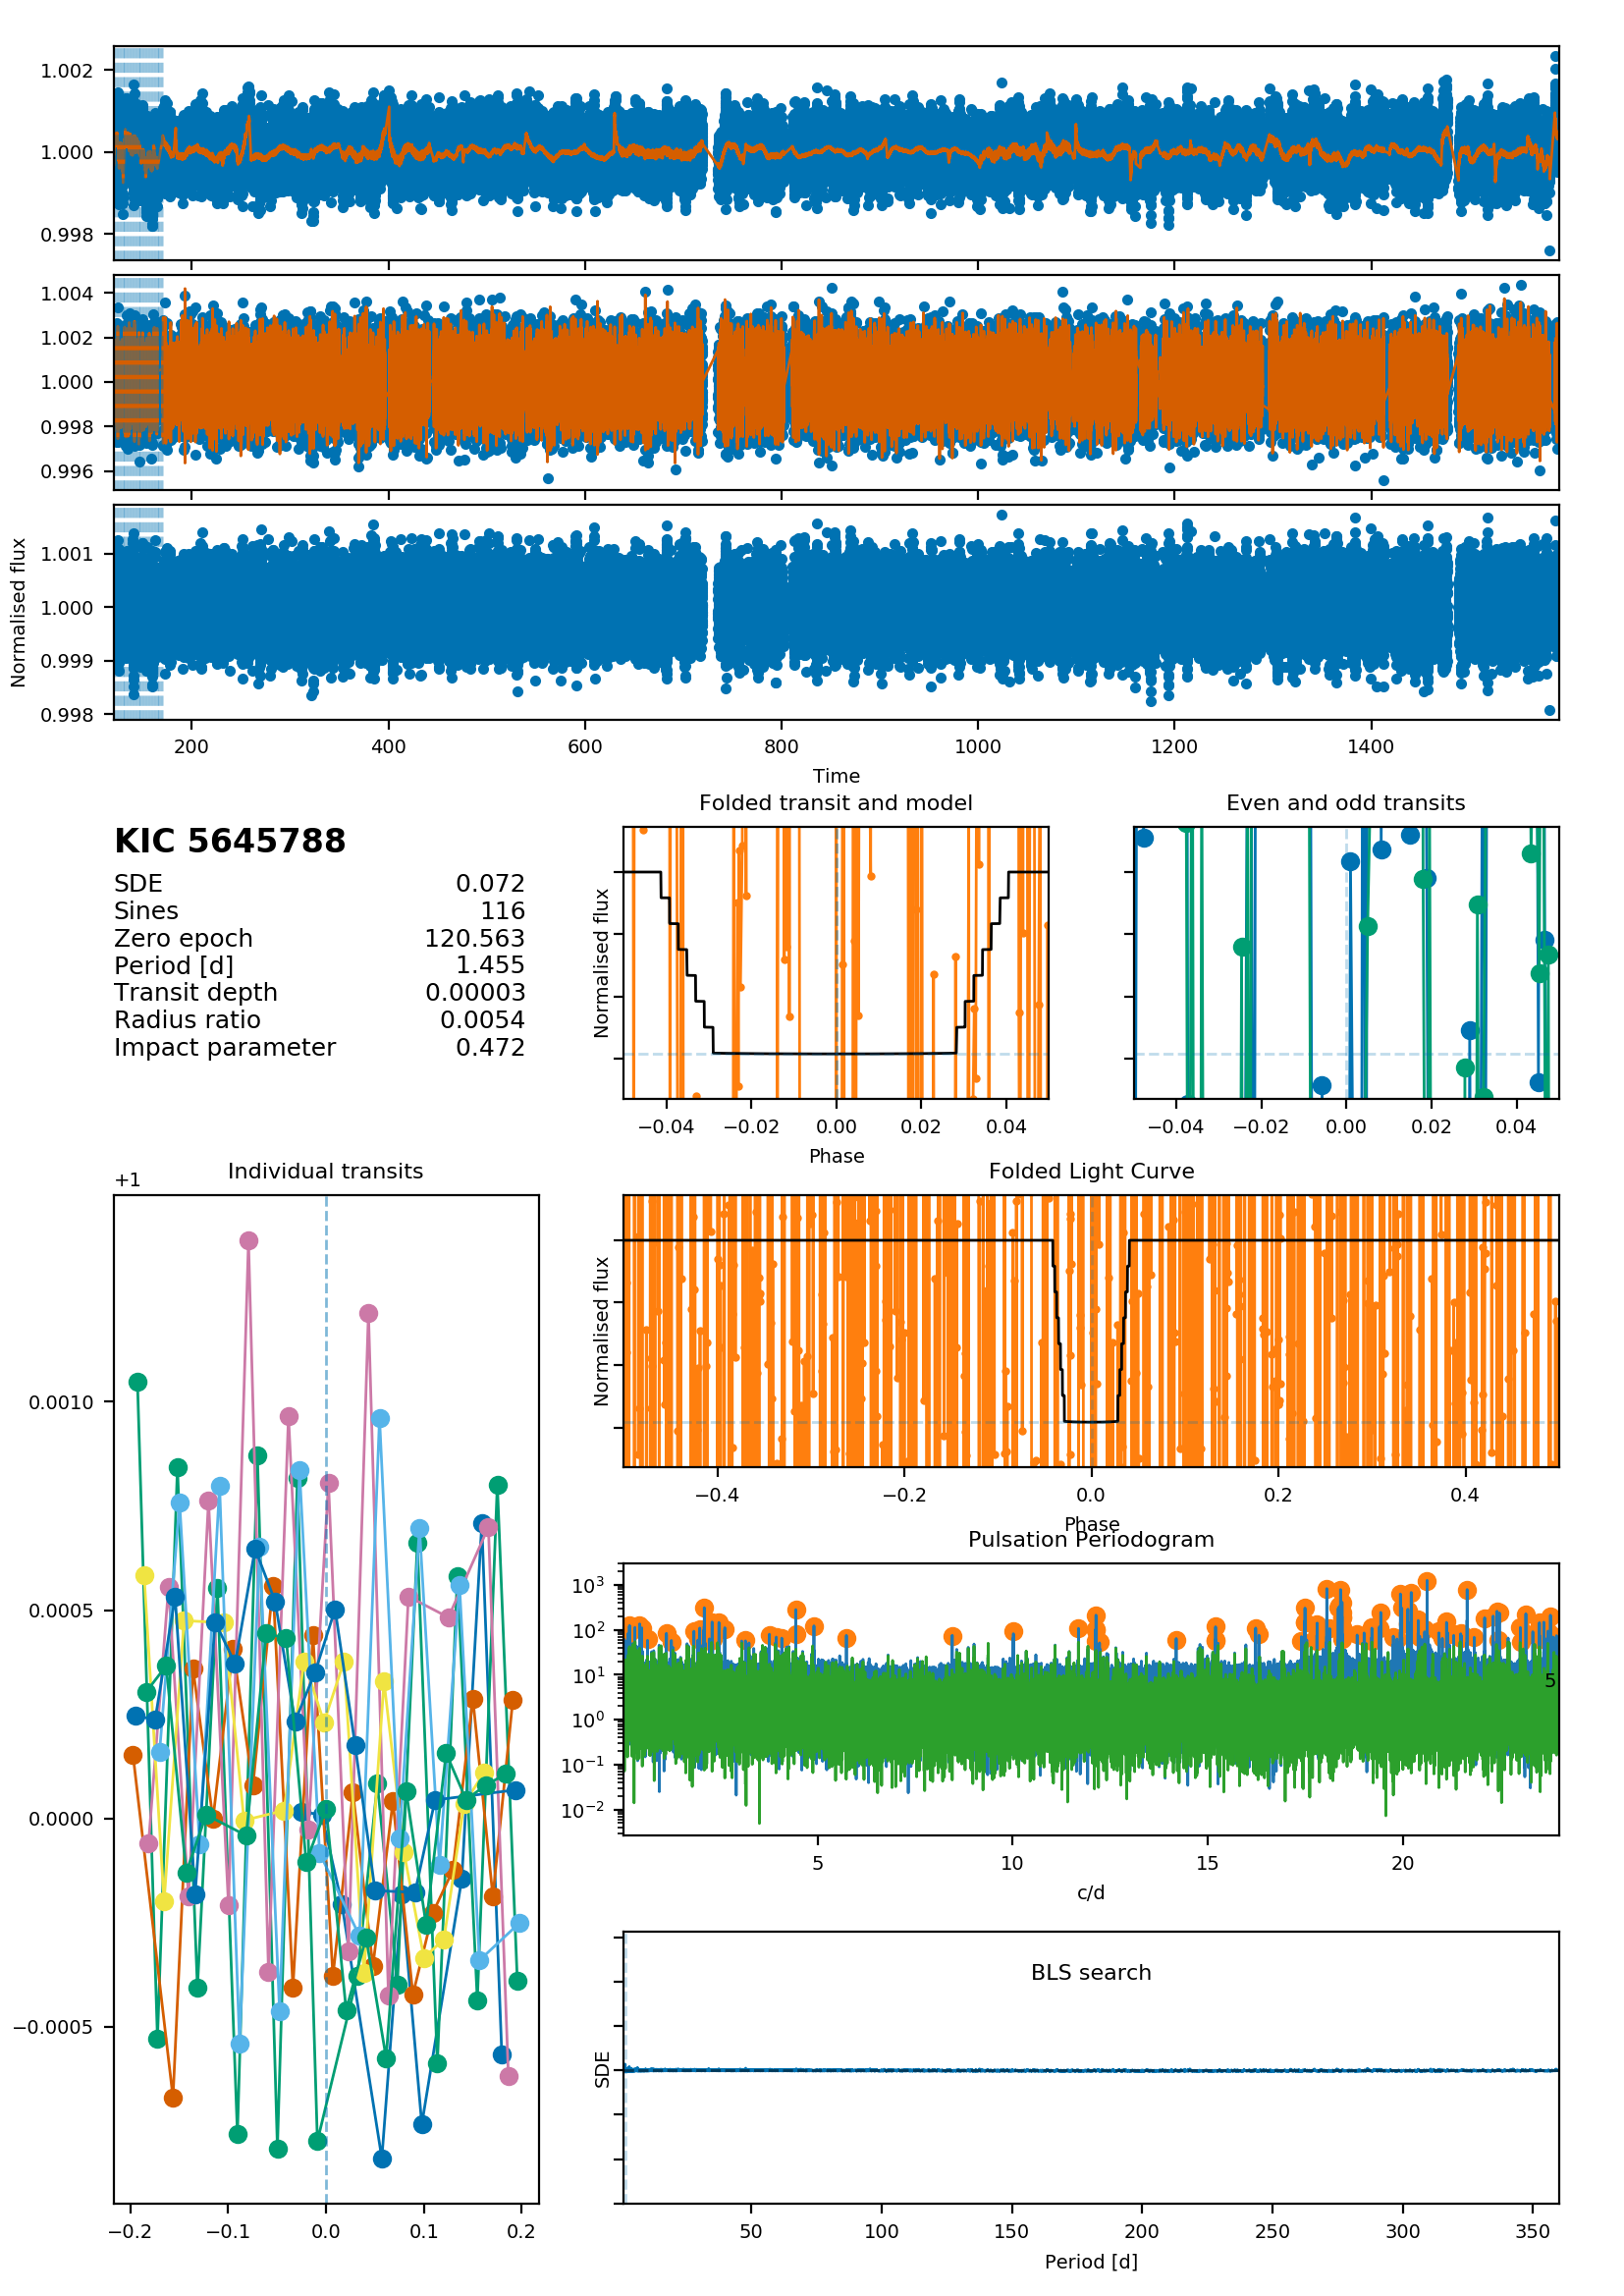 1.002
1.000
0.998
1.004
1.002
1.000
0.998
0.996
Normalised flux
1.001
1.000
0.999
0.998
200 400 600 800 1000 1200 1400
Time
KIC 5645788
SDE 0.072
Sines 116
Zero epoch 120.563
Period [d] 1.455
Transit depth 0.00003
Radius ratio 0.0054
Impact parameter 0.472
Folded transit and model
Normalised flux
−0.04 −0.02 0.00 0.02 0.04
Phase
Even and odd transits
−0.04 −0.02 0.00 0.02 0.04
Individual transits
+1
0.0010
0.0005
0.0000
−0.0005
−0.2 −0.1 0.0 0.1 0.2
Folded Light Curve
Normalised flux
−0.4 −0.2 0.0 0.2 0.4
Phase
Pulsation Periodogram
10³
10²
10¹
10⁰
10⁻¹
10⁻²
5
5 10 15 20
c/d
BLS search
SDE
50 100 150 200 250 300 350
Period [d]